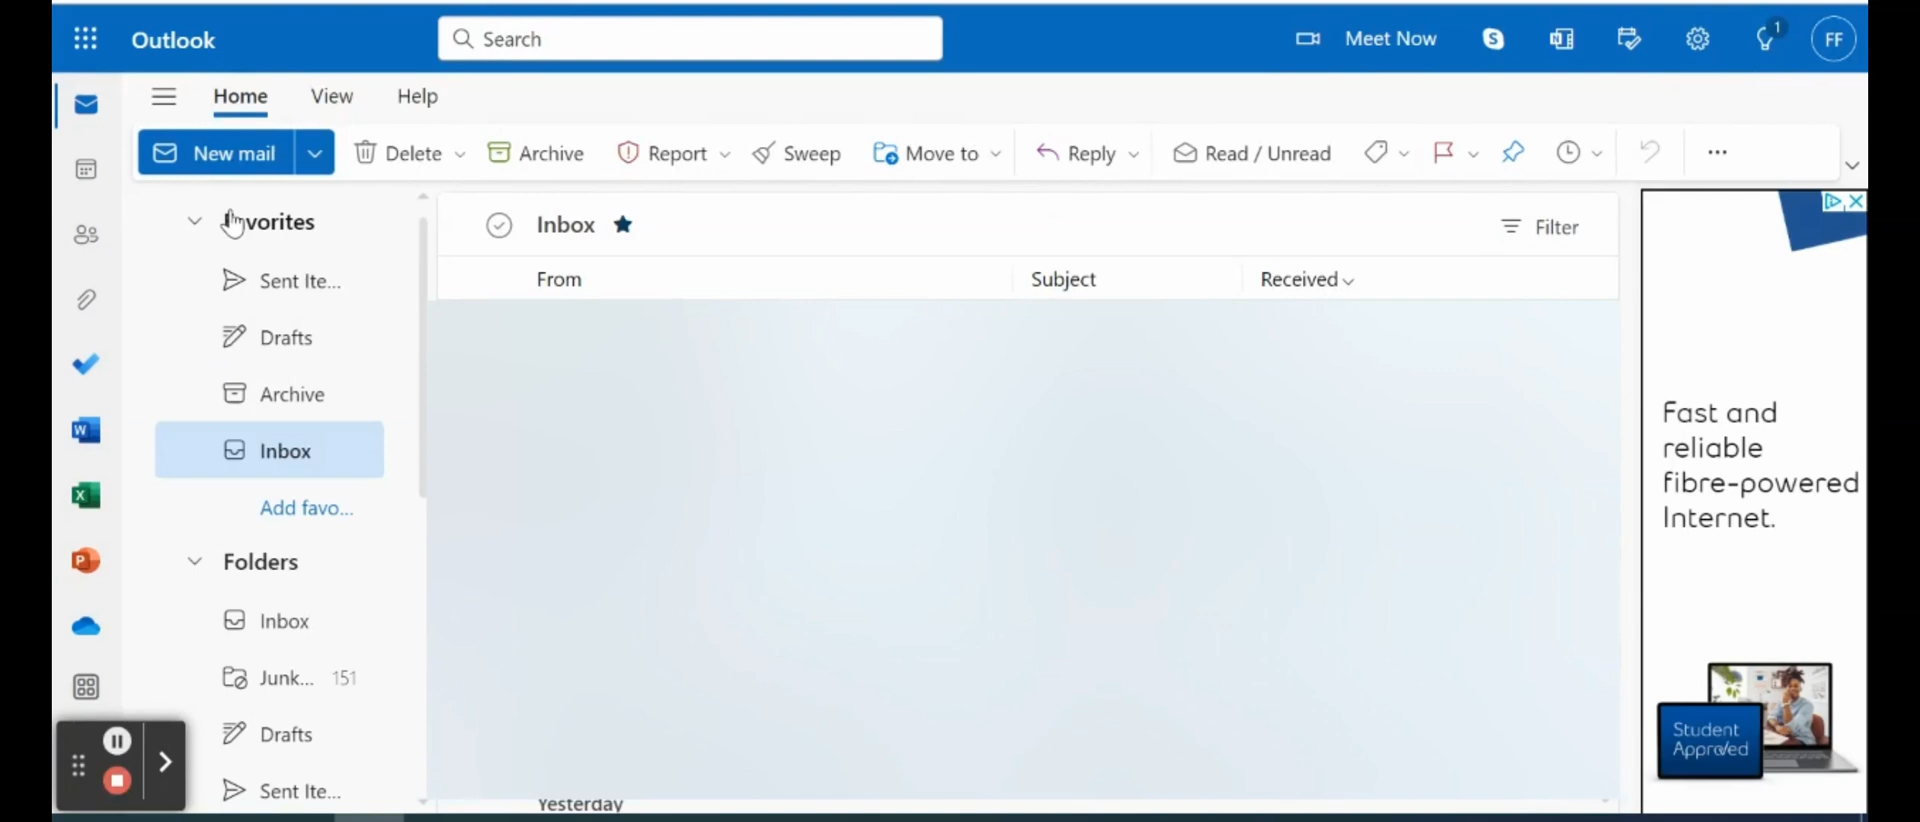 Outlook
Search
Meet Now
1
FF
Home View Help
New mail Delete Archive Report Sweep Move to Reply Read / Unread ...
Sent Ite...
Drafts
Archive
Inbox
Add favo...
Folders
Inbox
Junk... 151
Drafts
Sent Ite...
Inbox
Filter
From Subject Received
Yesterday
Fast and
reliable
fibre-powered
Internet.
Student
Approved